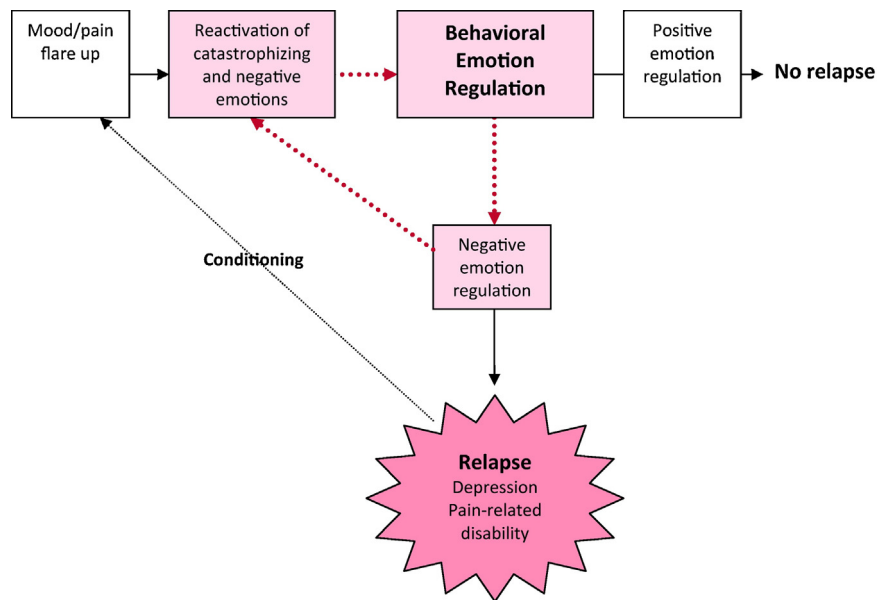 Mood/pain
flare up
Reactivation of
catastrophizing
and negative
emotions
Behavioral
Emotion
Regulation
Positive
emotion
regulation
No relapse
Negative
emotion
regulation
Conditioning
Relapse
Depression
Pain-related
disability